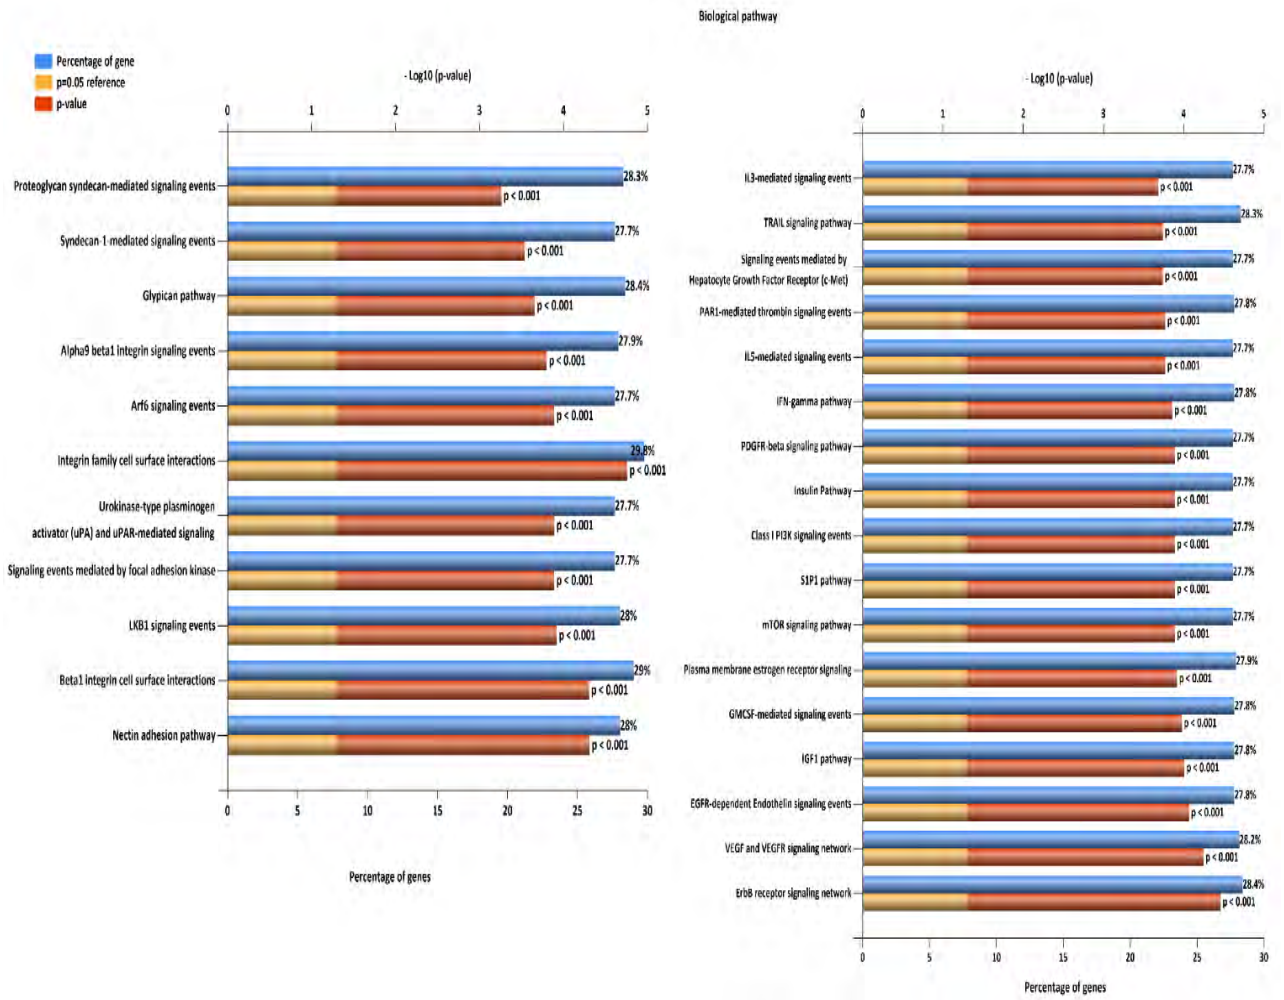 Biological pathway
Percentage of gene
p=0.05 reference
p-value
- Log10 (p-value)
0 1 2 3 4 5
Proteoglycan syndecan-mediated signaling events
28.3%
p < 0.001
Syndecan-1-mediated signaling events
27.7%
p < 0.001
Glypican pathway
28.4%
p < 0.001
Alpha9 beta1 integrin signaling events
27.9%
p < 0.001
Arf6 signaling events
27.7%
p < 0.001
Integrin family cell surface interactions
29.8%
p < 0.001
Urokinase-type plasminogen
activator (uPA) and uPAR-mediated signaling
27.7%
p < 0.001
Signaling events mediated by focal adhesion kinase
27.7%
p < 0.001
LKB1 signaling events
28%
p < 0.001
Beta1 integrin cell surface interactions
29%
p < 0.001
Nectin adhesion pathway
28%
p < 0.001
0 5 10 15 20 25 30
Percentage of genes
- Log10 (p-value)
0 1 2 3 4 5
IL3-mediated signaling events
27.7%
p < 0.001
TRAIL signaling pathway
28.3%
p < 0.001
Signaling events mediated by
Hepatocyte Growth Factor Receptor (c-Met)
27.7%
p < 0.001
PAR1-mediated thrombin signaling events
27.8%
p < 0.001
IL5-mediated signaling events
27.7%
p < 0.001
IFN-gamma pathway
27.8%
p < 0.001
PDGFR-beta signaling pathway
27.7%
p < 0.001
Insulin Pathway
27.7%
p < 0.001
Class I PI3K signaling events
27.7%
p < 0.001
S1P1 pathway
27.7%
p < 0.001
mTOR signaling pathway
27.7%
p < 0.001
Plasma membrane estrogen receptor signaling
27.9%
p < 0.001
GMCSF-mediated signaling events
27.8%
p < 0.001
IGF1 pathway
27.8%
p < 0.001
EGFR-dependent Endothelin signaling events
27.8%
p < 0.001
VEGF and VEGFR signaling network
28.2%
p < 0.001
ErbB receptor signaling network
28.4%
p < 0.001
0 5 10 15 20 25 30
Percentage of genes